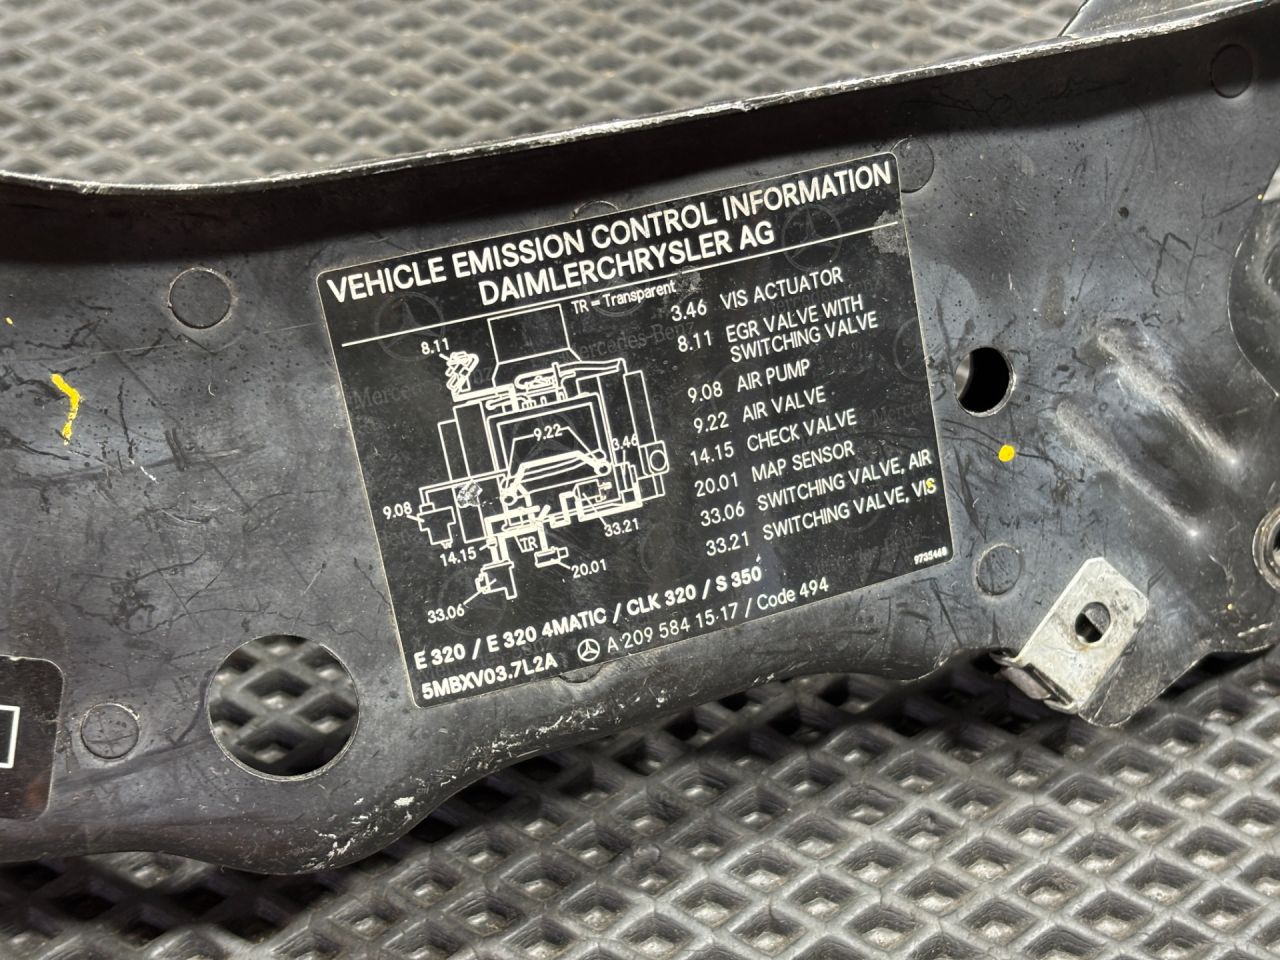 VEHICLE EMISSION CONTROL INFORMATION
DAIMLERCHRYSLER AG
TR = Transparent
3.46 VIS ACTUATOR
8.11 EGR VALVE WITH
SWITCHING VALVE
9.08 AIR PUMP
9.22 AIR VALVE
14.15 CHECK VALVE
20.01 MAP SENSOR
33.06 SWITCHING VALVE, AIR
33.21 SWITCHING VALVE, VIS
8.11
9.22
3.46
9.08
33.21
14.15
TR
20.01
33.06
9735468
E 320 / E 320 4MATIC / CLK 320 / S 350
5MBXV03.7L2A A 209 584 15·17 / Code 494
Mercedes-Benz